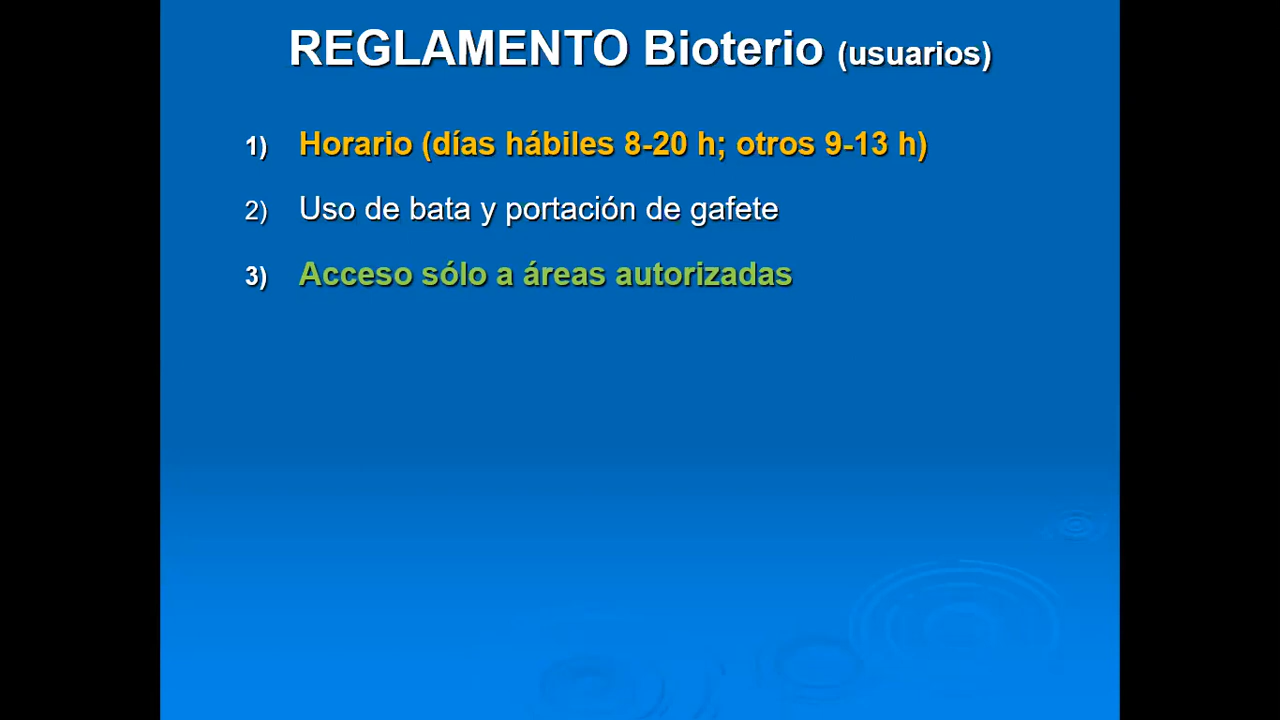 REGLAMENTO Bioterio (usuarios)
1) Horario (días hábiles 8-20 h; otros 9-13 h)
2) Uso de bata y portación de gafete
3) Acceso sólo a áreas autorizadas